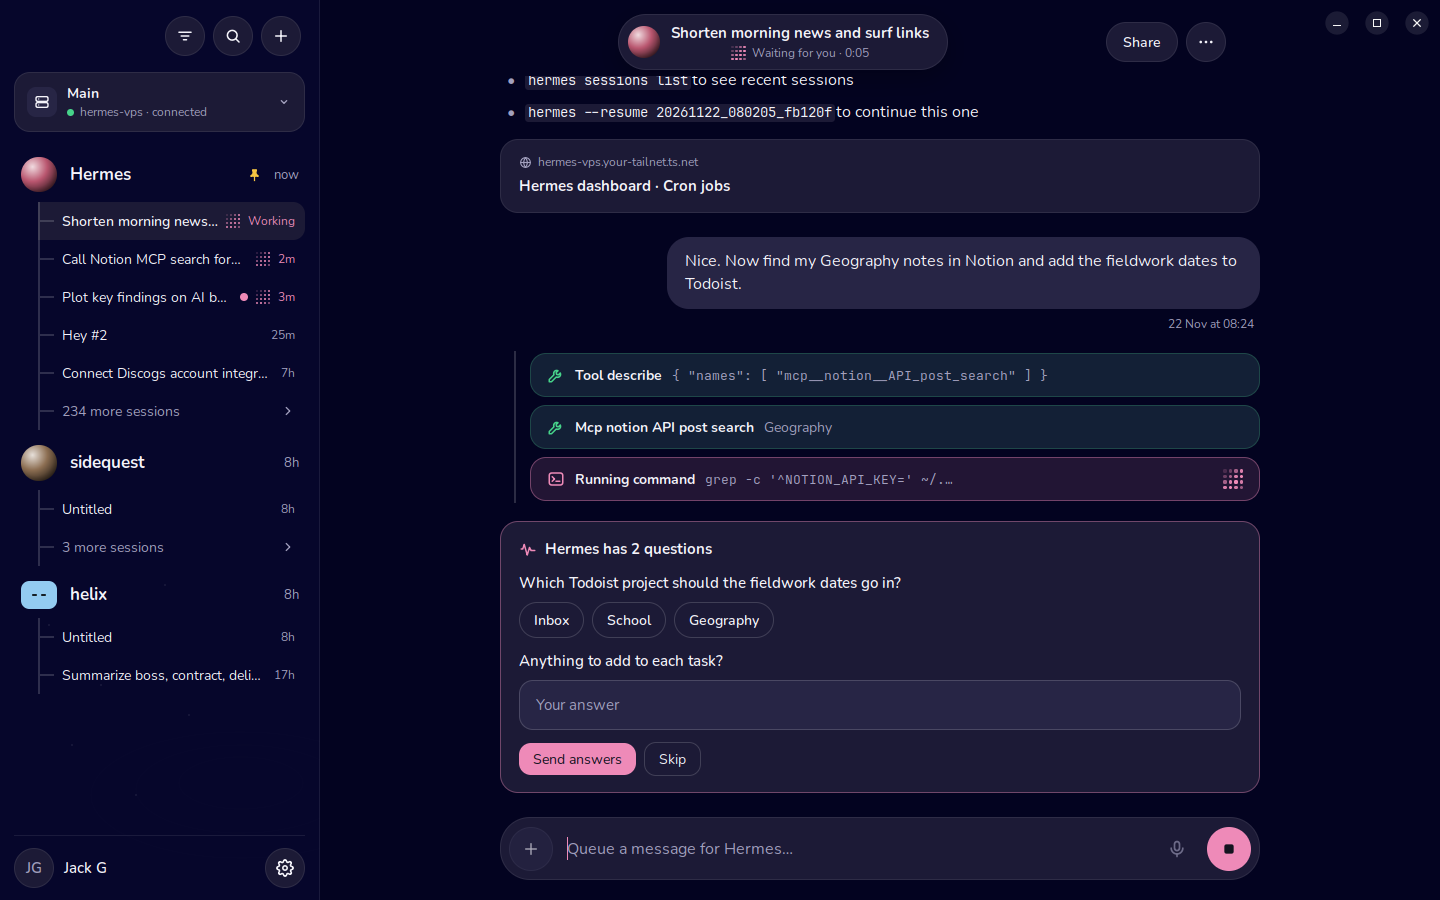 Main
hermes-vps · connected
Hermes
now
Shorten morning news...
Working
Call Notion MCP search for...
2m
Plot key findings on AI b...
3m
Hey #2
25m
Connect Discogs account integr...
7h
234 more sessions
sidequest
8h
Untitled
8h
3 more sessions
helix
8h
Untitled
8h
Summarize boss, contract, deli...
17h
JG
Jack G
Shorten morning news and surf links
Waiting for you · 0:05
Share
hermes sessions list to see recent sessions
hermes --resume 20261122_080205_fb120f to continue this one
hermes-vps.your-tailnet.ts.net
Hermes dashboard · Cron jobs
Nice. Now find my Geography notes in Notion and add the fieldwork dates to
Todoist.
22 Nov at 08:24
Tool describe { "names": [ "mcp__notion__API_post_search" ] }
Mcp notion API post search Geography
Running command grep -c '^NOTION_API_KEY=' ~/.…
Hermes has 2 questions
Which Todoist project should the fieldwork dates go in?
Inbox
School
Geography
Anything to add to each task?
Your answer
Send answers
Skip
Queue a message for Hermes...